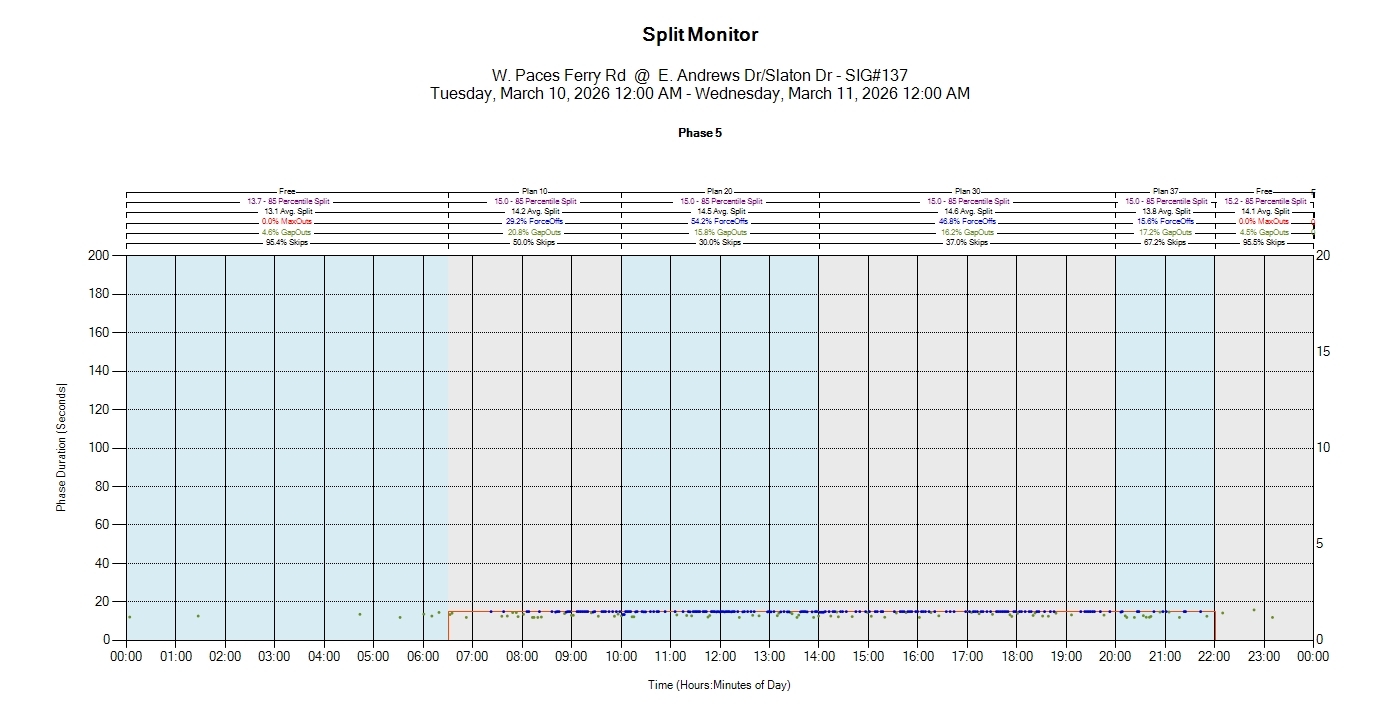 Split Monitor
W. Paces Ferry Rd @ E. Andrews Dr/Slaton Dr - SIG#137
Tuesday, March 10, 2026 12:00 AM - Wednesday, March 11, 2026 12:00 AM
Phase 5
Free Plan 10 Plan 20 Plan 30 Plan 37 Free
13.7 - 85 Percentile Split 15.0 - 85 Percentile Split 15.0 - 85 Percentile Split 15.0 - 85 Percentile Split 15.0 - 85 Percentile Split 15.2 - 85 Percentile Split
13.1 Avg. Split 14.2 Avg. Split 14.5 Avg. Split 14.6 Avg. Split 13.8 Avg. Split 14.1 Avg. Split
0.0% MaxOuts 29.2% ForceOffs 54.2% ForceOffs 46.8% ForceOffs 15.6% ForceOffs 0.0% MaxOuts
4.6% GapOuts 20.8% GapOuts 15.8% GapOuts 16.2% GapOuts 17.2% GapOuts 4.5% GapOuts
95.4% Skips 50.0% Skips 30.0% Skips 37.0% Skips 67.2% Skips 95.5% Skips
200 20
180
160
15
140
120
100 10
80
60
5
40
20
0 0
Phase Duration (Seconds)
00:00 01:00 02:00 03:00 04:00 05:00 06:00 07:00 08:00 09:00 10:00 11:00 12:00 13:00 14:00 15:00 16:00 17:00 18:00 19:00 20:00 21:00 22:00 23:00 00:00
Time (Hours:Minutes of Day)